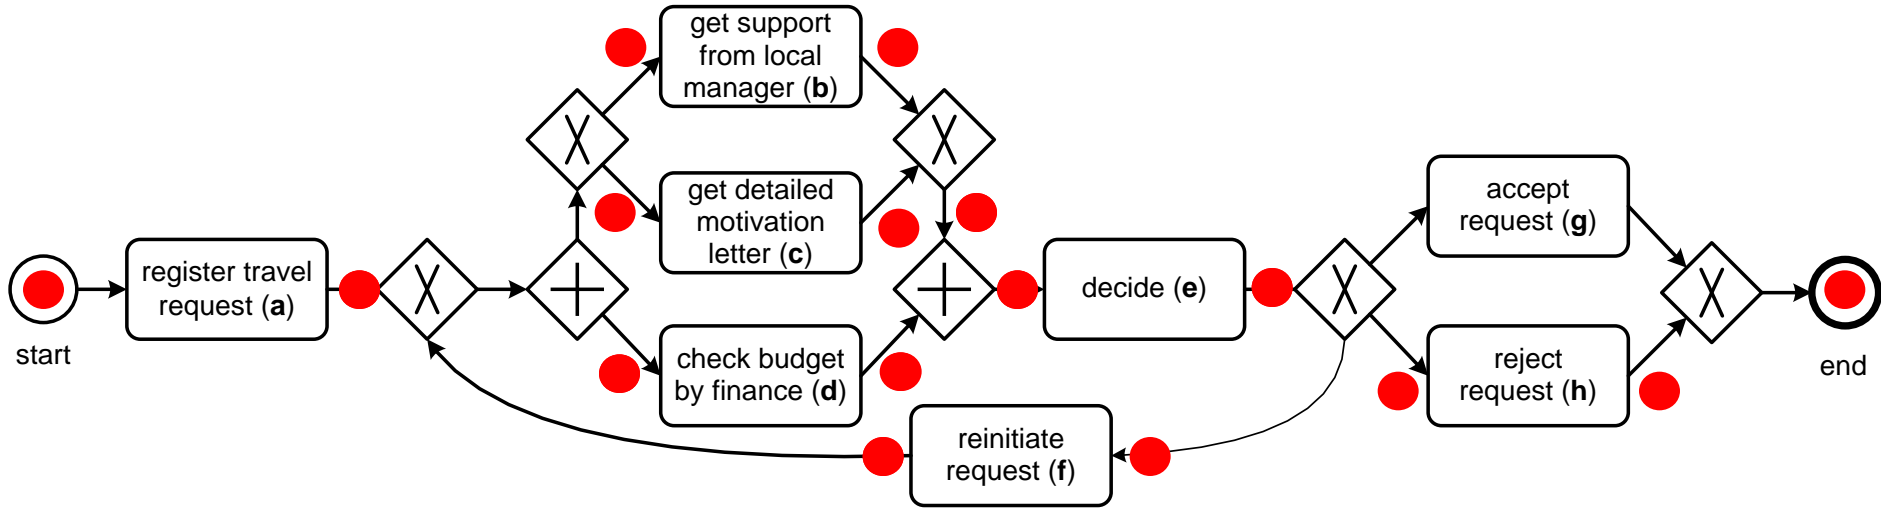 start
register travel
request (a)
get support
from local
manager (b)
get detailed
motivation
letter (c)
check budget
by finance (d)
decide (e)
reinitiate
request (f)
accept
request (g)
reject
request (h)
end